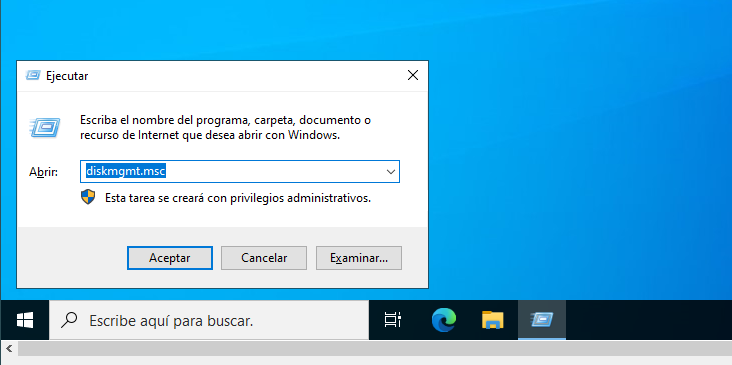 Ejecutar
Escriba el nombre del programa, carpeta, documento o
recurso de Internet que desea abrir con Windows.
Abrir: diskmgmt.msc
Esta tarea se creará con privilegios administrativos.
Aceptar Cancelar Examinar...
Escribe aquí para buscar.